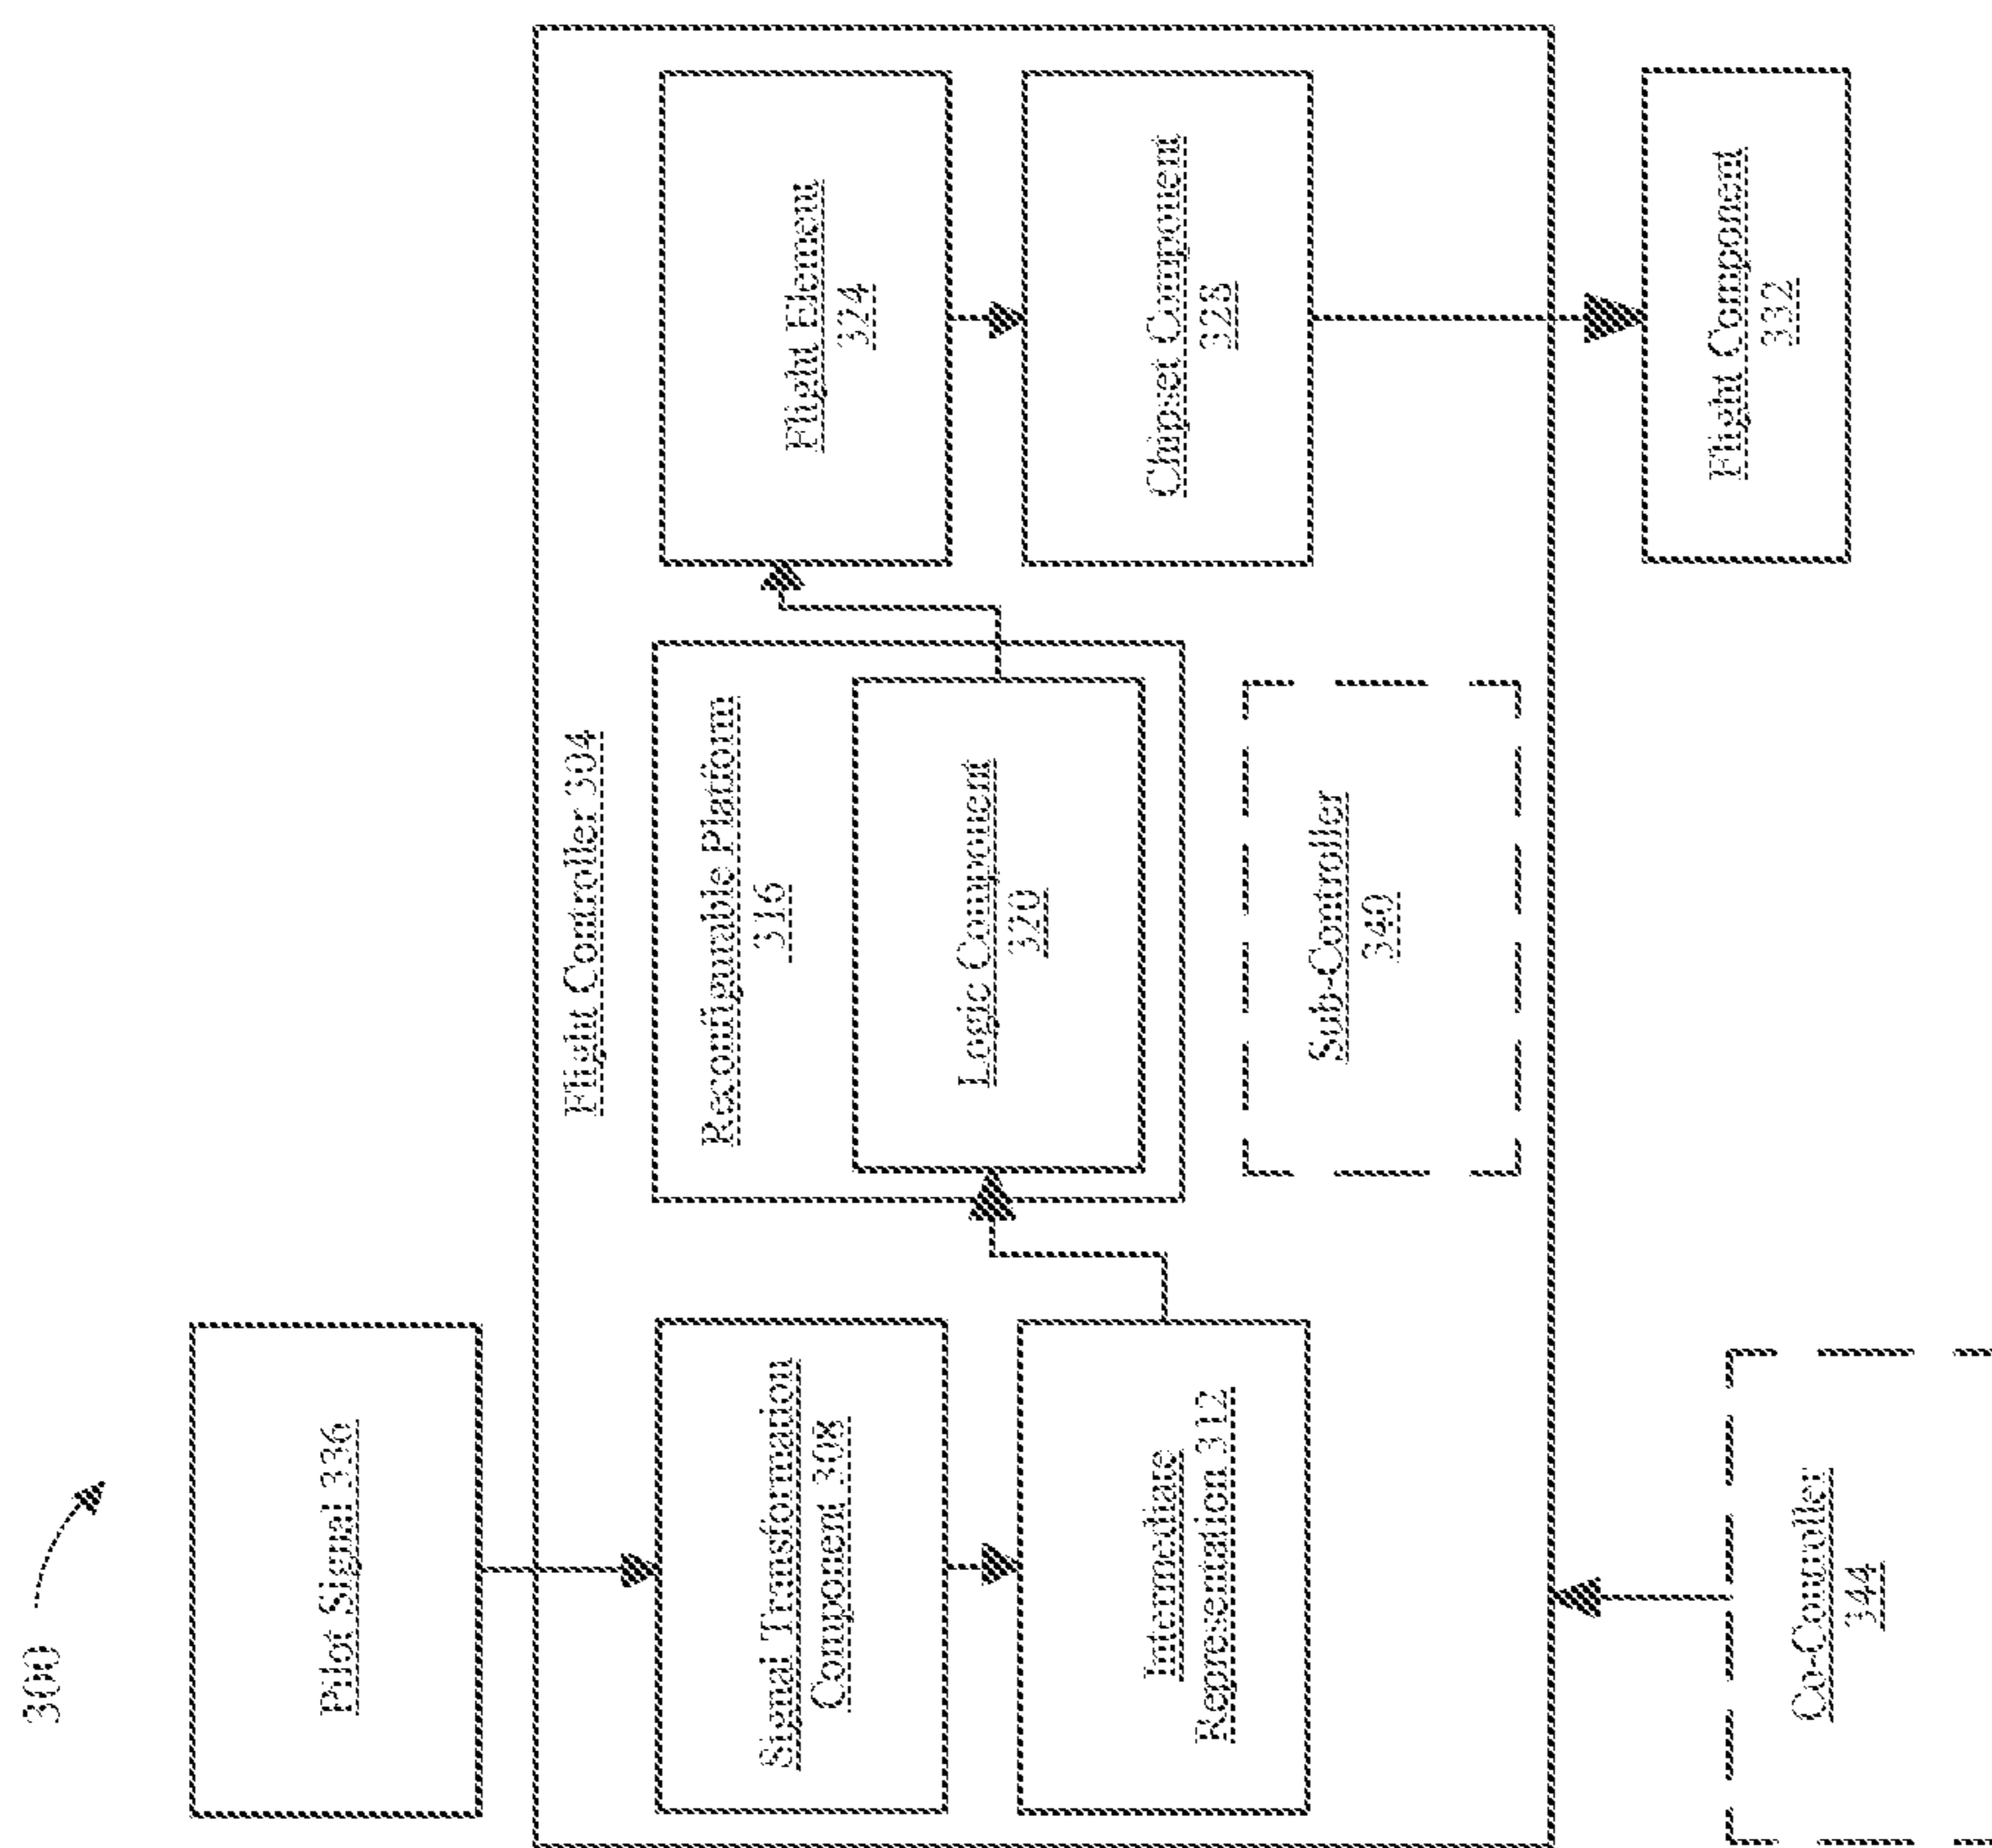 300
Pilot Signal 336
Flight Controller 304
Signal Transformation
Component 308
Intermediate
Representation 312
Reconfigurable Platform
316
Logic Component
320
Sub-Controller
340
Flight Element
324
Chipset Component
328
Co-Controller
344
Flight Component
332